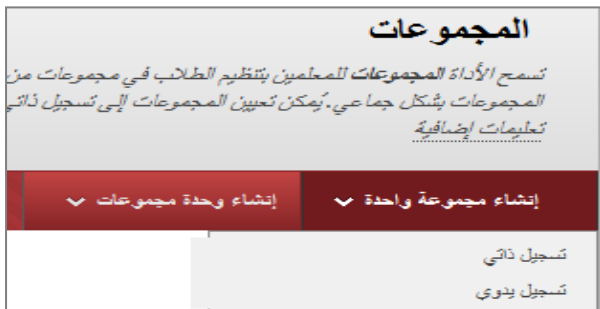 المجموعات
تسمح الأداة المجموعات للمعلمين بتنظيم الطلاب في مجموعات من
المجموعات بشكل جماعي. يُمكن تعيين المجموعات إلى تسجيل ذاتي
تعليمات إضافية
إنشاء مجموعة واحدة
إنشاء وحدة مجموعات
تسجيل ذاتي
تسجيل يدوي